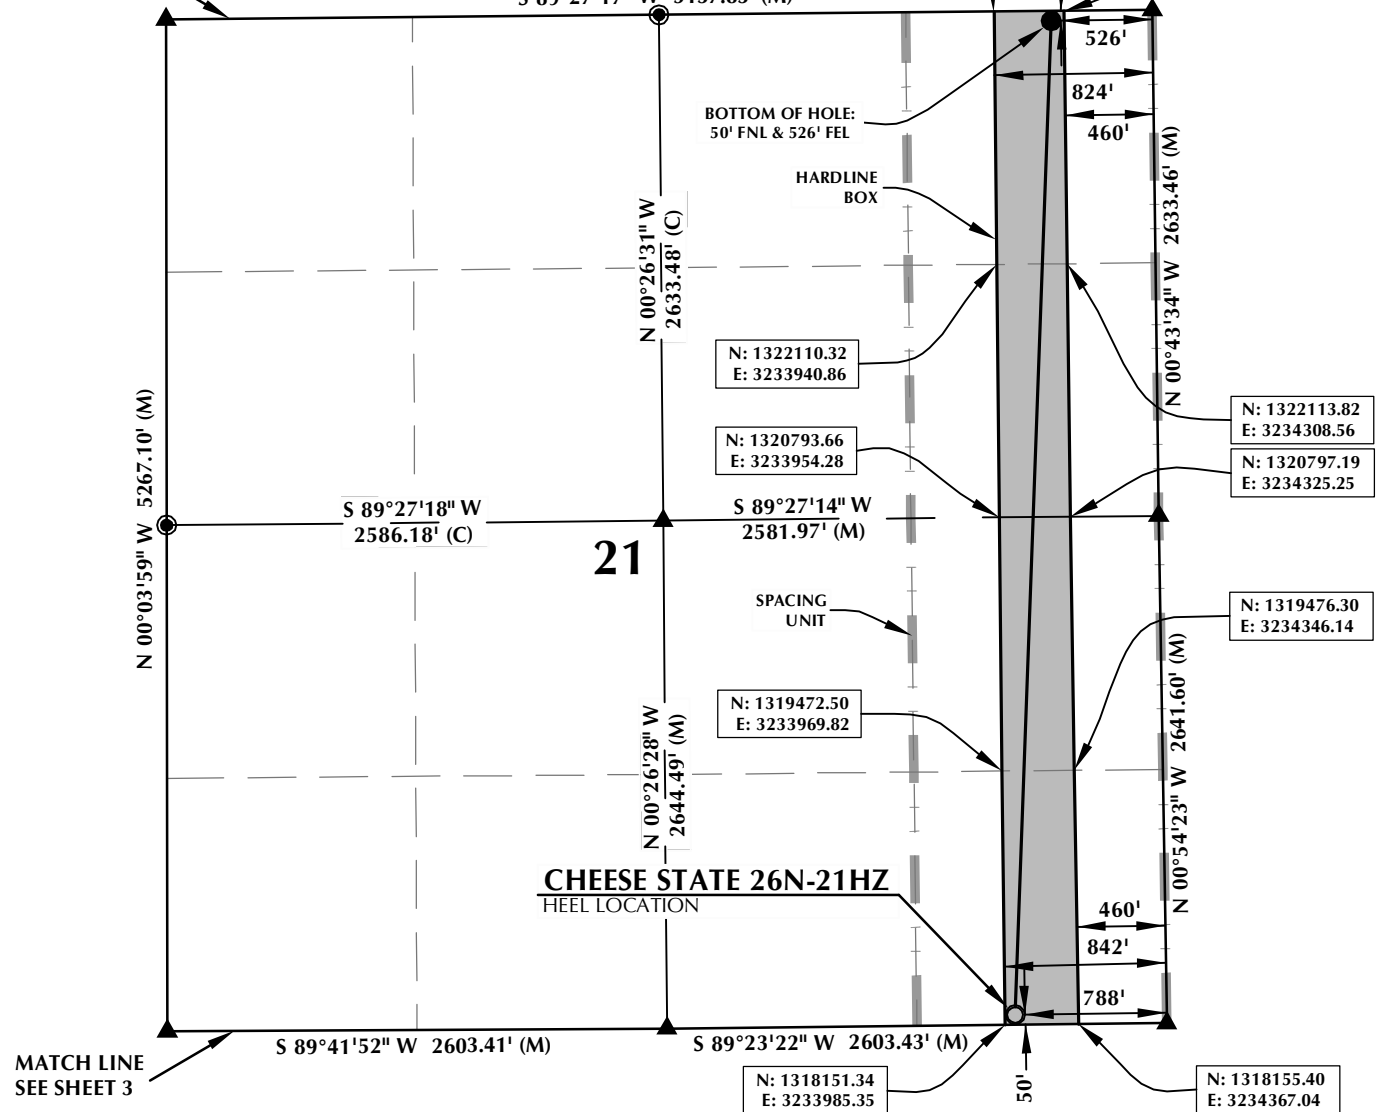 526'
824'
460'
BOTTOM OF HOLE:
50' FNL & 526' FEL
HARDLINE
BOX
N 00°26'31" W
2633.48' (C)
N 00°43'34" W 2633.46' (M)
N: 1322110.32
E: 3233940.86
N: 1322113.82
E: 3234308.56
N: 1320793.66
E: 3233954.28
N: 1320797.19
E: 3234325.25
N 00°03'59" W 5267.10' (M)
S 89°27'18" W
2586.18' (C)
S 89°27'14" W
2581.97' (M)
21
SPACING
UNIT
N: 1319476.30
E: 3234346.14
N: 1319472.50
E: 3233969.82
N 00°26'28" W
2644.49' (M)
N 00°54'23" W 2641.60' (M)
CHEESE STATE 26N-21HZ
HEEL LOCATION
460'
842'
788'
S 89°41'52" W 2603.41' (M)
S 89°23'22" W 2603.43' (M)
MATCH LINE
SEE SHEET 3
50'
N: 1318151.34
E: 3233985.35
N: 1318155.40
E: 3234367.04